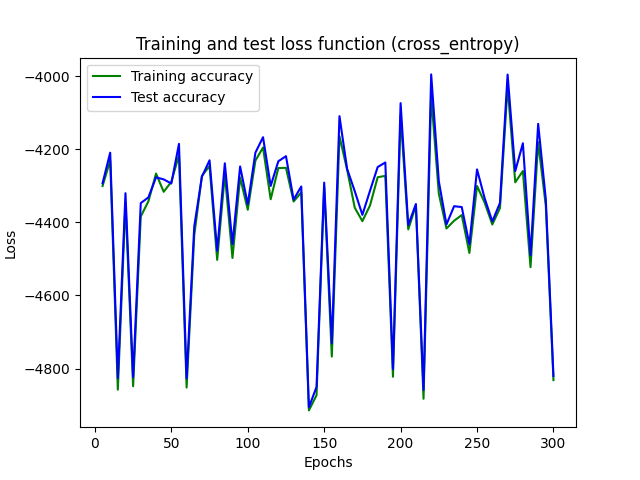 Training and test loss function (cross_entropy)
Training accuracy
Test accuracy
−4000
−4200
−4400
−4600
−4800
Loss
0 50 100 150 200 250 300
Epochs